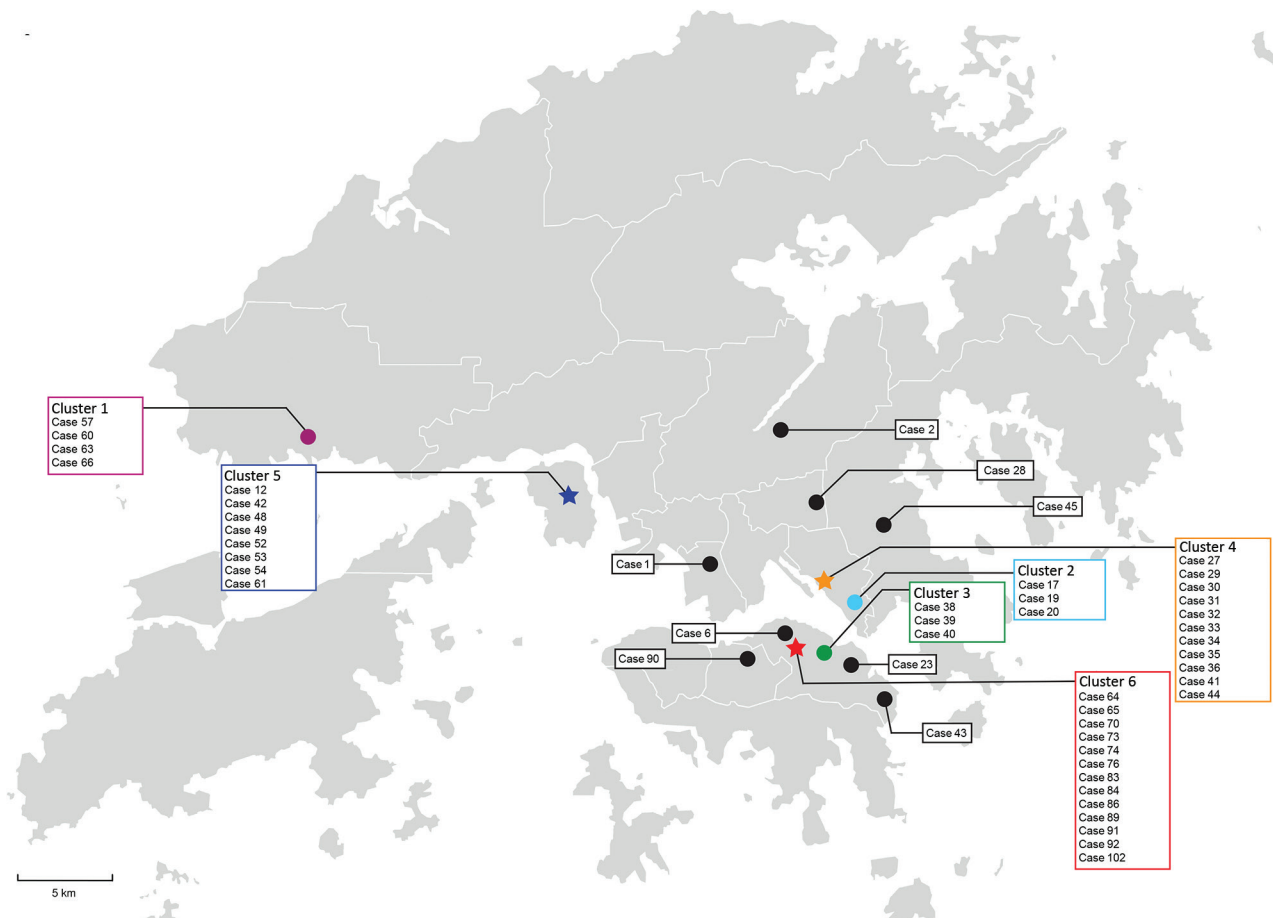 -
Cluster 1
Case 57
Case 60
Case 63
Case 66
Cluster 5
Case 12
Case 42
Case 48
Case 49
Case 52
Case 53
Case 54
Case 61
Case 2
Case 28
Case 45
Case 1
Cluster 4
Case 27
Case 29
Case 30
Case 31
Case 32
Case 33
Case 34
Case 35
Case 36
Case 41
Case 44
Cluster 2
Case 17
Case 19
Case 20
Cluster 3
Case 38
Case 39
Case 40
Case 6
Case 90
Case 23
Case 43
Cluster 6
Case 64
Case 65
Case 70
Case 73
Case 74
Case 76
Case 83
Case 84
Case 86
Case 89
Case 91
Case 92
Case 102
5 km